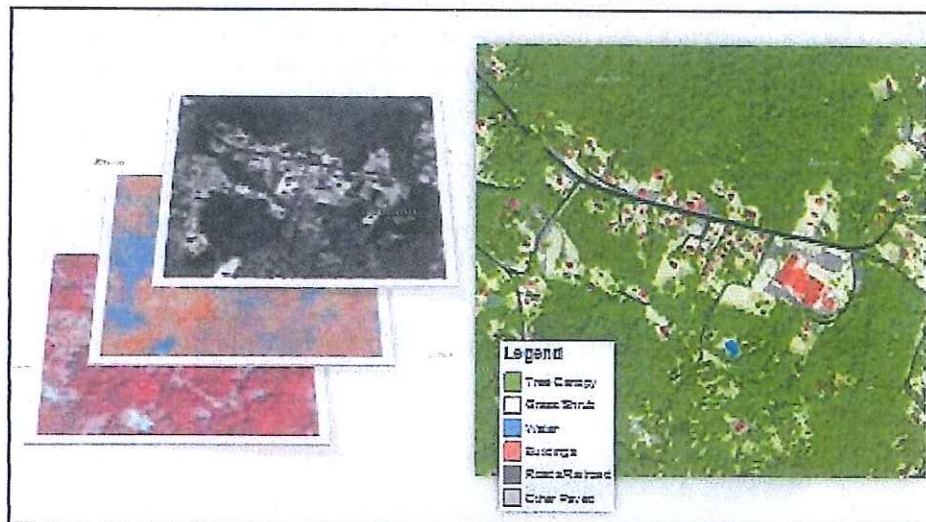 Legend
Tree Canopy
Grass/Shrub
Water
Buildings
Roads/Railroad
Other Paved